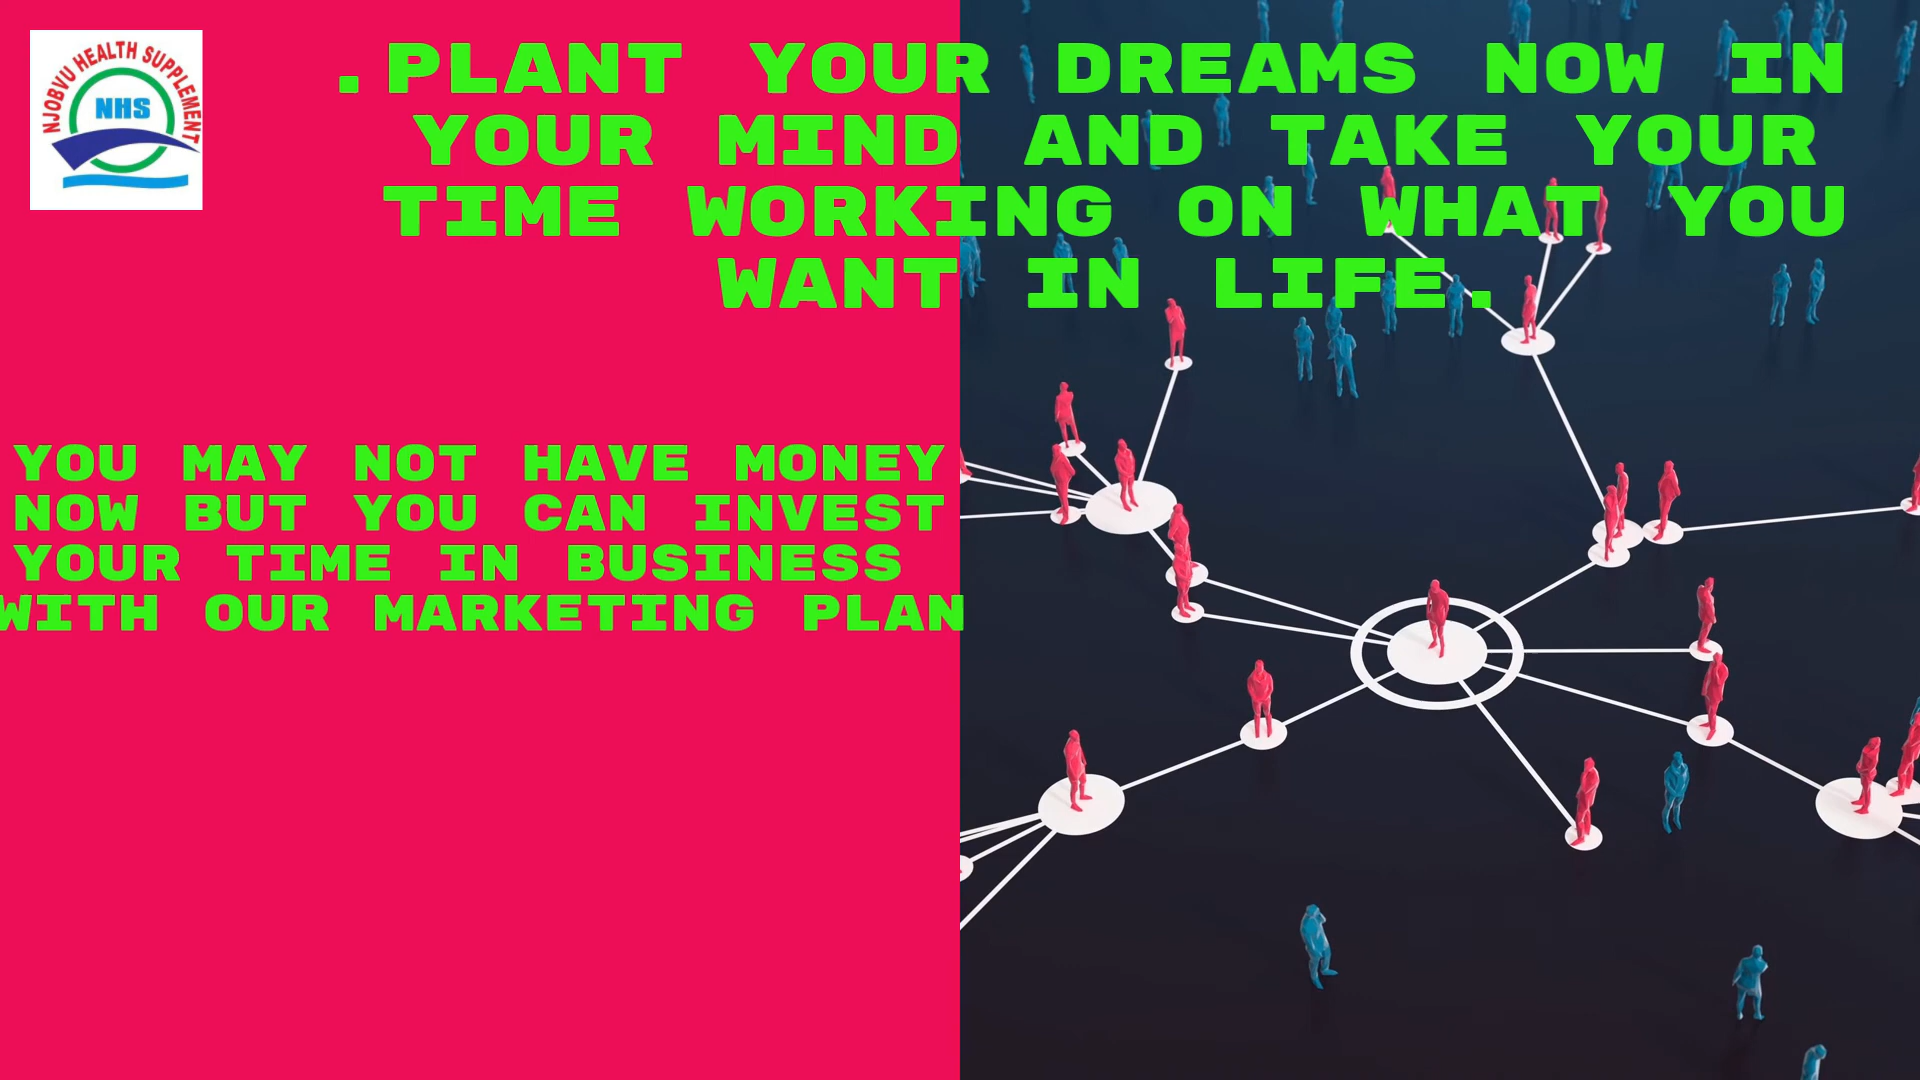 NJOBVU HEALTH SUPPLEMENT
NHS
.PLANT YOUR DREAMS NOW IN
YOUR MIND AND TAKE YOUR
TIME WORKING ON WHAT YOU
WANT IN LIFE.
YOU MAY NOT HAVE MONEY
NOW BUT YOU CAN INVEST
YOUR TIME IN BUSINESS
WITH OUR MARKETING PLAN